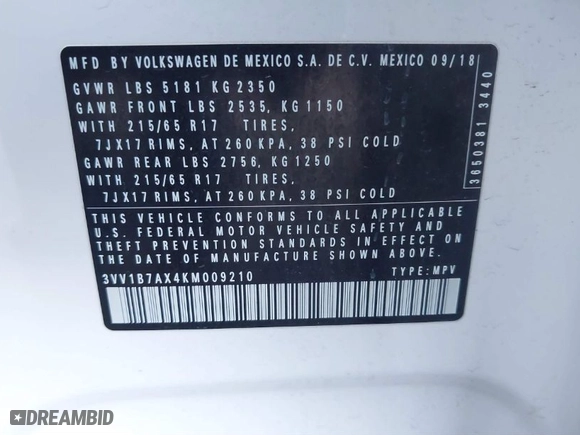 MFD BY VOLKSWAGEN DE MEXICO S.A. DE C.V. MEXICO 09/18
GVWR LBS 5181 KG 2350
GAWR FRONT LBS 2535, KG 1150
WITH 215/65 R17 TIRES,
7JX17 RIMS, AT 260 KPA, 38 PSI COLD
GAWR REAR LBS 2756, KG 1250
WITH 215/65 R17 TIRES,
7JX17 RIMS, AT 260 KPA, 38 PSI COLD
THIS VEHICLE CONFORMS TO ALL APPLICABLE
U.S. FEDERAL MOTOR VEHICLE SAFETY AND
THEFT PREVENTION STANDARDS IN EFFECT ON
THE DATE OF MANUFACTURE SHOWN ABOVE.
3VV1B7AX4KM009210 TYPE: MPV
3650381 3440
DREAMBID